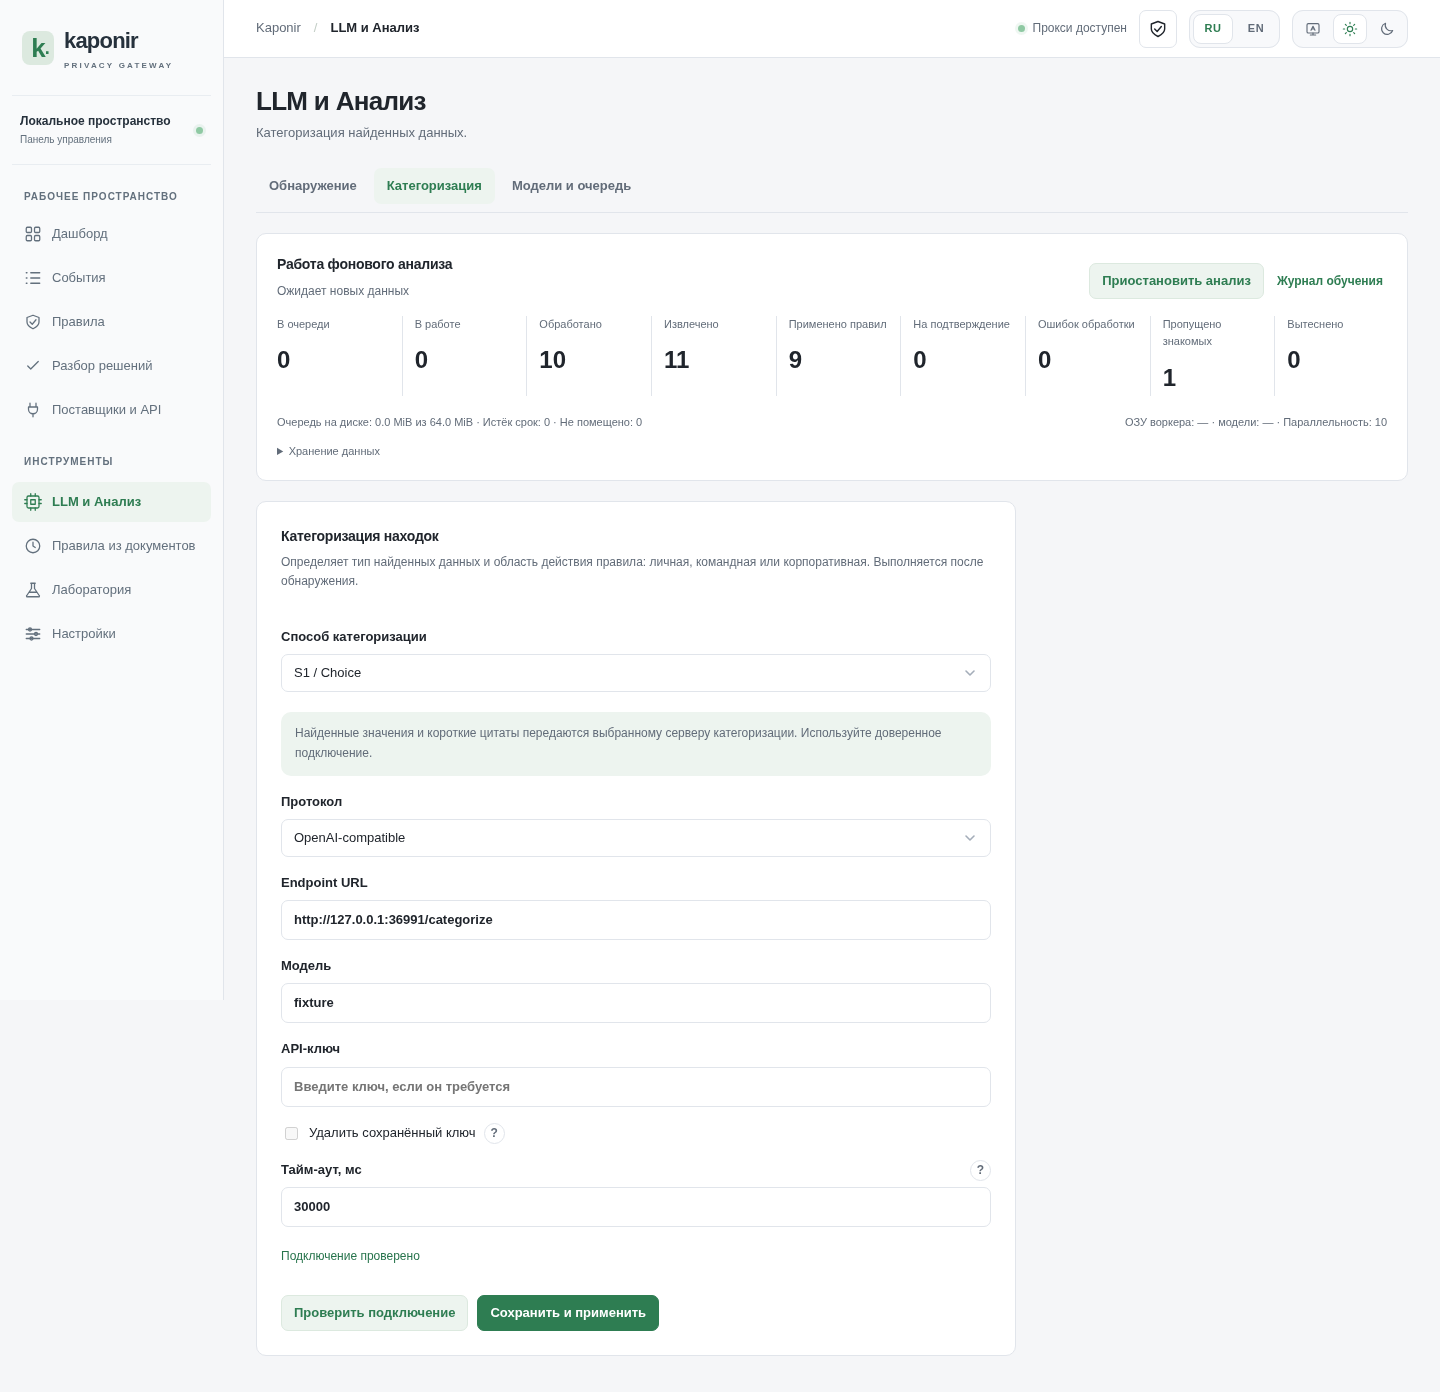 k.
kaponir
PRIVACY GATEWAY
Локальное пространство
Панель управления
РАБОЧЕЕ ПРОСТРАНСТВО
Дашборд
События
Правила
Разбор решений
Поставщики и API
ИНСТРУМЕНТЫ
LLM и Анализ
Правила из документов
Лаборатория
Настройки
Kaponir / LLM и Анализ
Прокси доступен
RU EN
LLM и Анализ
Категоризация найденных данных.
Обнаружение Категоризация Модели и очередь
Работа фонового анализа
Ожидает новых данных
Приостановить анализ Журнал обучения
В очереди
0
В работе
0
Обработано
10
Извлечено
11
Применено правил
9
На подтверждение
0
Ошибок обработки
0
Пропущено
знакомых
1
Вытеснено
0
Очередь на диске: 0.0 MiB из 64.0 MiB · Истёк срок: 0 · Не помещено: 0
ОЗУ воркера: — · модели: — · Параллельность: 10
Хранение данных
Категоризация находок
Определяет тип найденных данных и область действия правила: личная, командная или корпоративная. Выполняется после
обнаружения.
Способ категоризации
S1 / Choice
Найденные значения и короткие цитаты передаются выбранному серверу категоризации. Используйте доверенное
подключение.
Протокол
OpenAI-compatible
Endpoint URL
http://127.0.0.1:36991/categorize
Модель
fixture
API-ключ
Введите ключ, если он требуется
Удалить сохранённый ключ ?
Тайм-аут, мс ?
30000
Подключение проверено
Проверить подключение Сохранить и применить